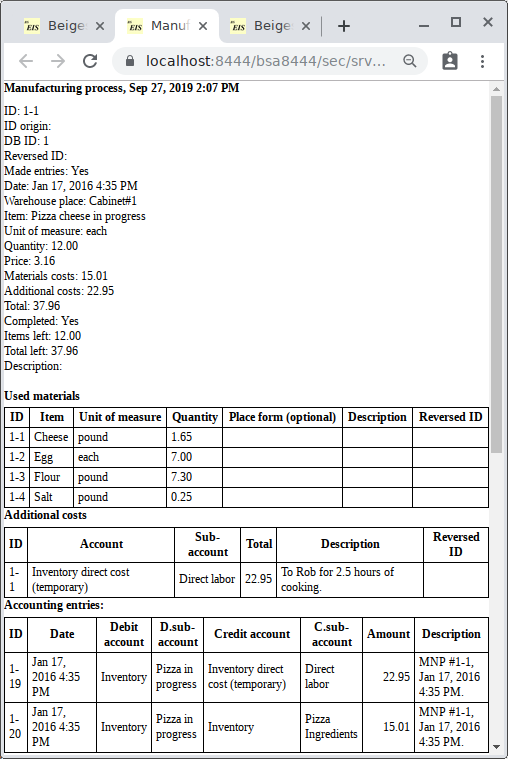 EIS Beige
EIS Manuf
EIS Beige
localhost:8444/bsa8444/sec/srv...
Manufacturing process, Sep 27, 2019 2:07 PM
ID: 1-1
ID origin:
DB ID: 1
Reversed ID:
Made entries: Yes
Date: Jan 17, 2016 4:35 PM
Warehouse place: Cabinet#1
Item: Pizza cheese in progress
Unit of measure: each
Quantity: 12.00
Price: 3.16
Materials costs: 15.01
Additional costs: 22.95
Total: 37.96
Completed: Yes
Items left: 12.00
Total left: 37.96
Description:
Used materials
ID Item Unit of measure Quantity Place form (optional) Description Reversed ID
1-1 Cheese pound 1.65
1-2 Egg each 7.00
1-3 Flour pound 7.30
1-4 Salt pound 0.25
Additional costs
ID Account Sub-account Total Description Reversed ID
1-1 Inventory direct cost (temporary) Direct labor 22.95 To Rob for 2.5 hours of cooking.
Accounting entries:
ID Date Debit account D.sub-account Credit account C.sub-account Amount Description
1-19 Jan 17, 2016 4:35 PM Inventory Pizza in progress Inventory direct cost (temporary) Direct labor 22.95 MNP #1-1, Jan 17, 2016 4:35 PM.
1-20 Jan 17, 2016 4:35 PM Inventory Pizza in progress Inventory Pizza Ingredients 15.01 MNP #1-1, Jan 17, 2016 4:35 PM.